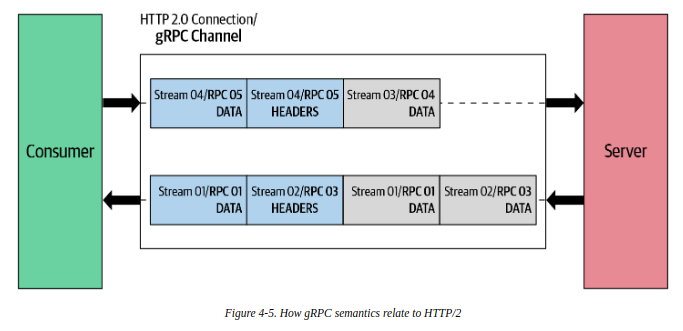 HTTP 2.0 Connection/
gRPC Channel
Consumer
Stream 04/RPC 05
DATA
Stream 04/RPC 05
HEADERS
Stream 03/RPC 04
DATA
Server
Stream 01/RPC 01
DATA
Stream 02/RPC 03
HEADERS
Stream 01/RPC 01
DATA
Stream 02/RPC 03
DATA
Figure 4-5. How gRPC semantics relate to HTTP/2